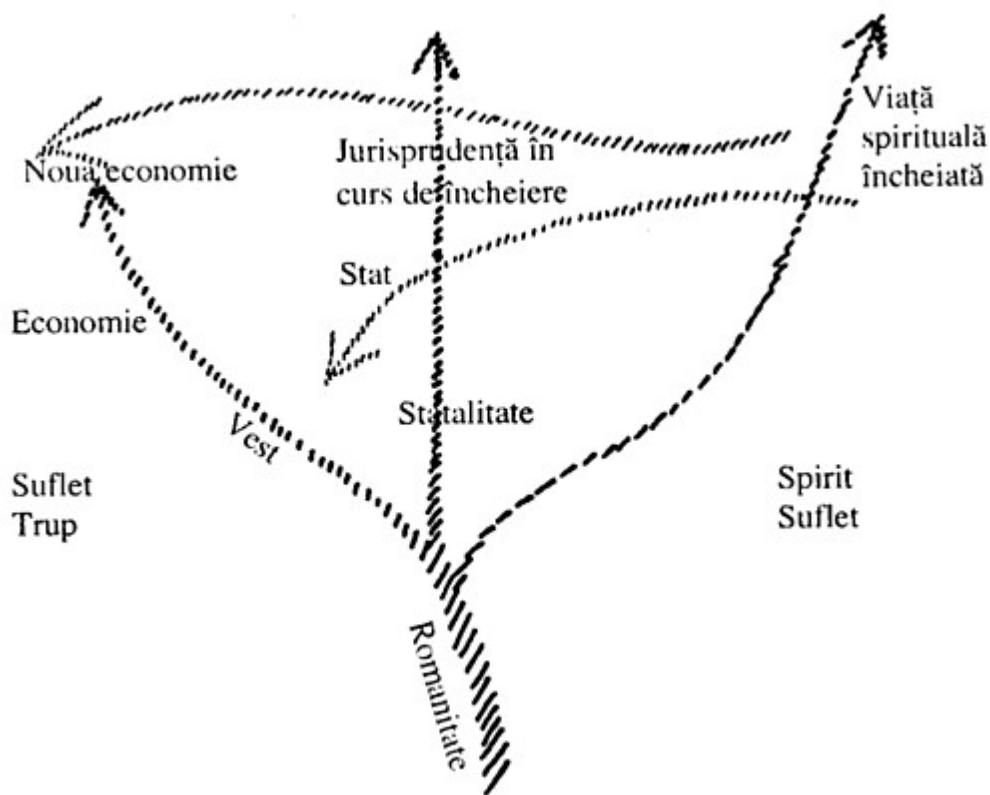 Viață
spirituală
încheiată
Noua economie
Jurisprudență în
curs de încheiere
Stat
Economie
Statalitate
Vest
Suflet
Trup
Spirit
Suflet
Romanitate